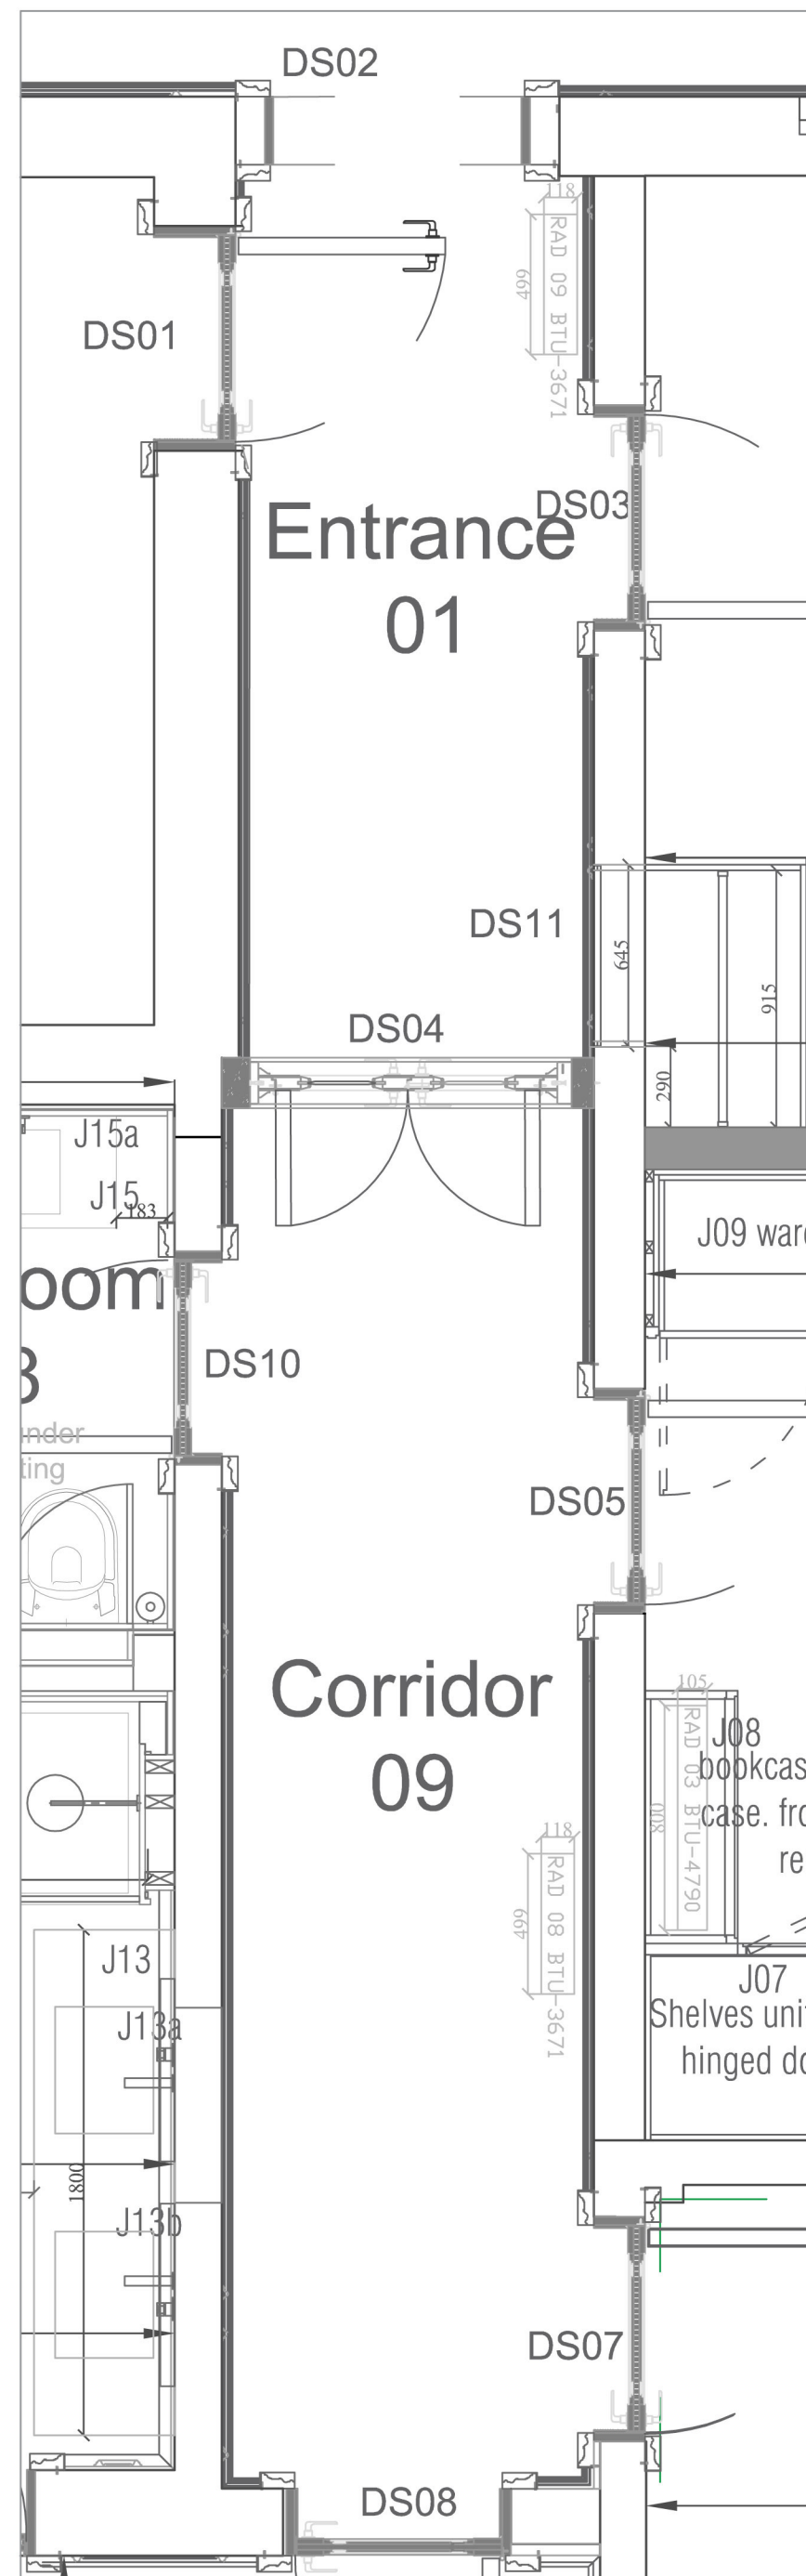 DS02
118
RAD 09 BTU-3671
499
DS01
DS03
Entrance
01
DS11
645
915
DS04
290
J15a
J15
183
J09
oom
DS10
DS05
Corridor
09
105
RAD 03 BTU-4790
808
J08
bookcas
case. fro
re
118
RAD 08 BTU-3671
499
J13
J07
Shelves uni
hinged do
J13a
1800
J13b
DS07
DS08